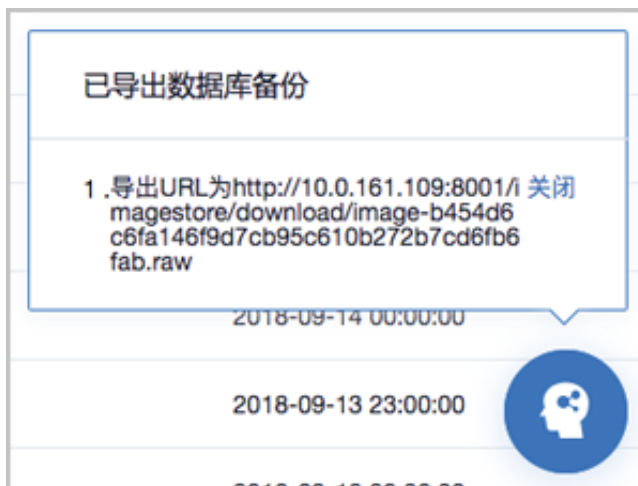 已导出数据库备份
1 .导出URL为http://10.0.161.109:8001/i 关闭
magestore/download/image-b454d6
c6fa146f9d7cb95c610b272b7cd6fb6
fab.raw
2018-09-14 00:00:00
2018-09-13 23:00:00